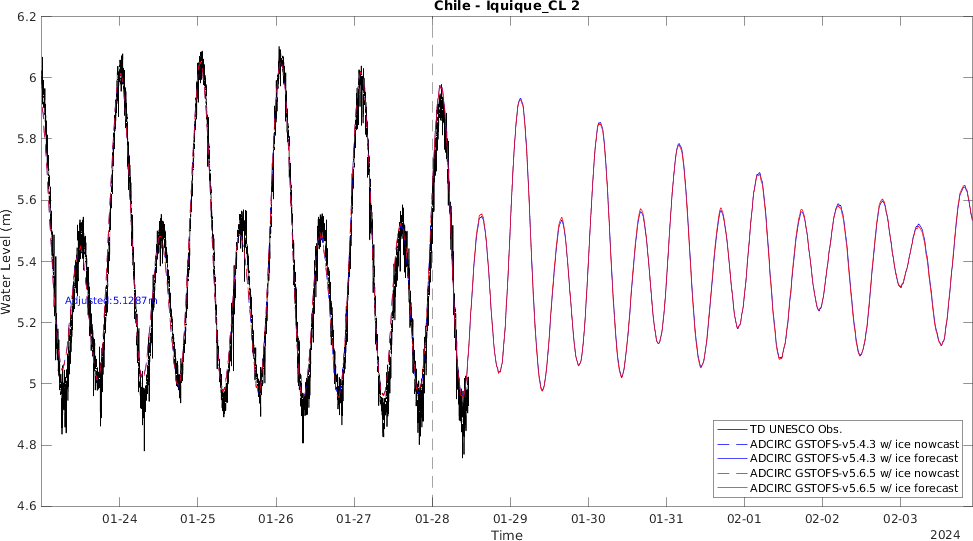 Chile - Iquique_CL 2
6.2
6
5.8
5.6
5.4
5.2
5
4.8
4.6
Water Level (m)
Adjusted:5.1287m
TD UNESCO Obs.
ADCIRC GSTOFS-v5.4.3 w/ ice nowcast
ADCIRC GSTOFS-v5.4.3 w/ ice forecast
ADCIRC GSTOFS-v5.6.5 w/ ice nowcast
ADCIRC GSTOFS-v5.6.5 w/ ice forecast
01-24 01-25 01-26 01-27 01-28 01-29 01-30 01-31 02-01 02-02 02-03
Time
2024